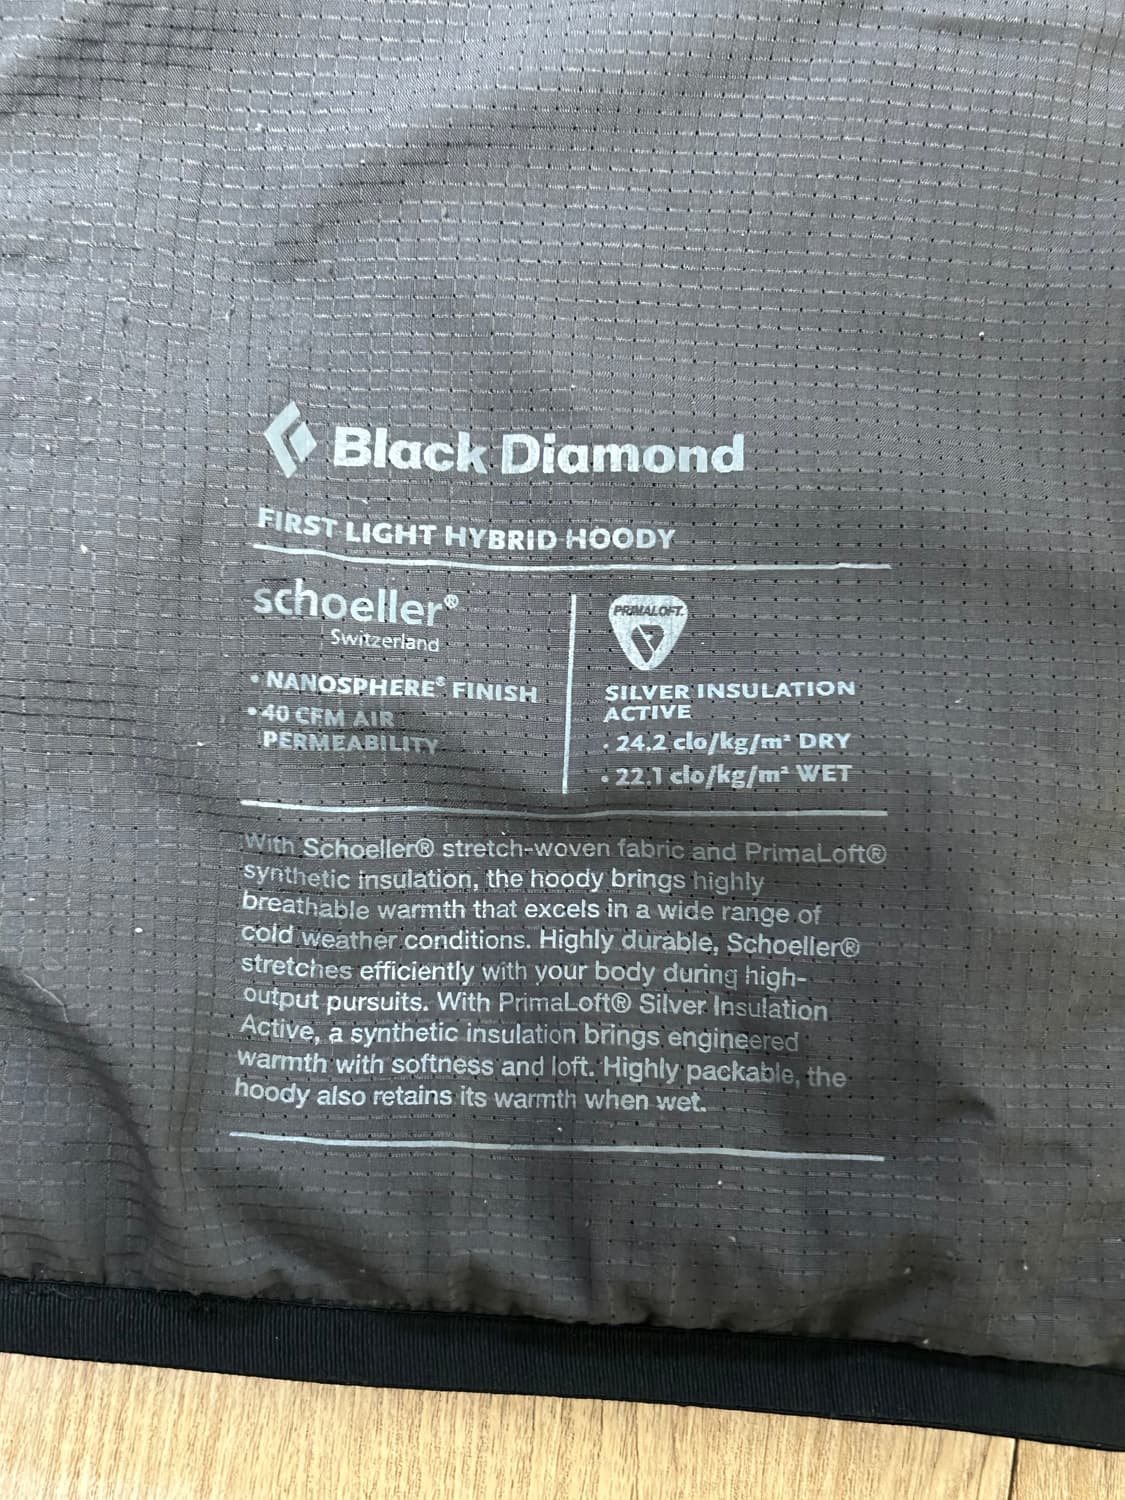 Black Diamond
FIRST LIGHT HYBRID HOODY
schoeller®
Switzerland
• NANOSPHERE® FINISH
• 40 CFM AIR
PERMEABILITY
PRIMALOFT.
SILVER INSULATION
ACTIVE
• 24.2 clo/kg/m² DRY
• 22.1 clo/kg/m² WET
With Schoeller® stretch-woven fabric and PrimaLoft®
synthetic insulation, the hoody brings highly
breathable warmth that excels in a wide range of
cold weather conditions. Highly durable, Schoeller®
stretches efficiently with your body during high-
output pursuits. With PrimaLoft® Silver Insulation
Active, a synthetic insulation brings engineered
warmth with softness and loft. Highly packable, the
hoody also retains its warmth when wet.